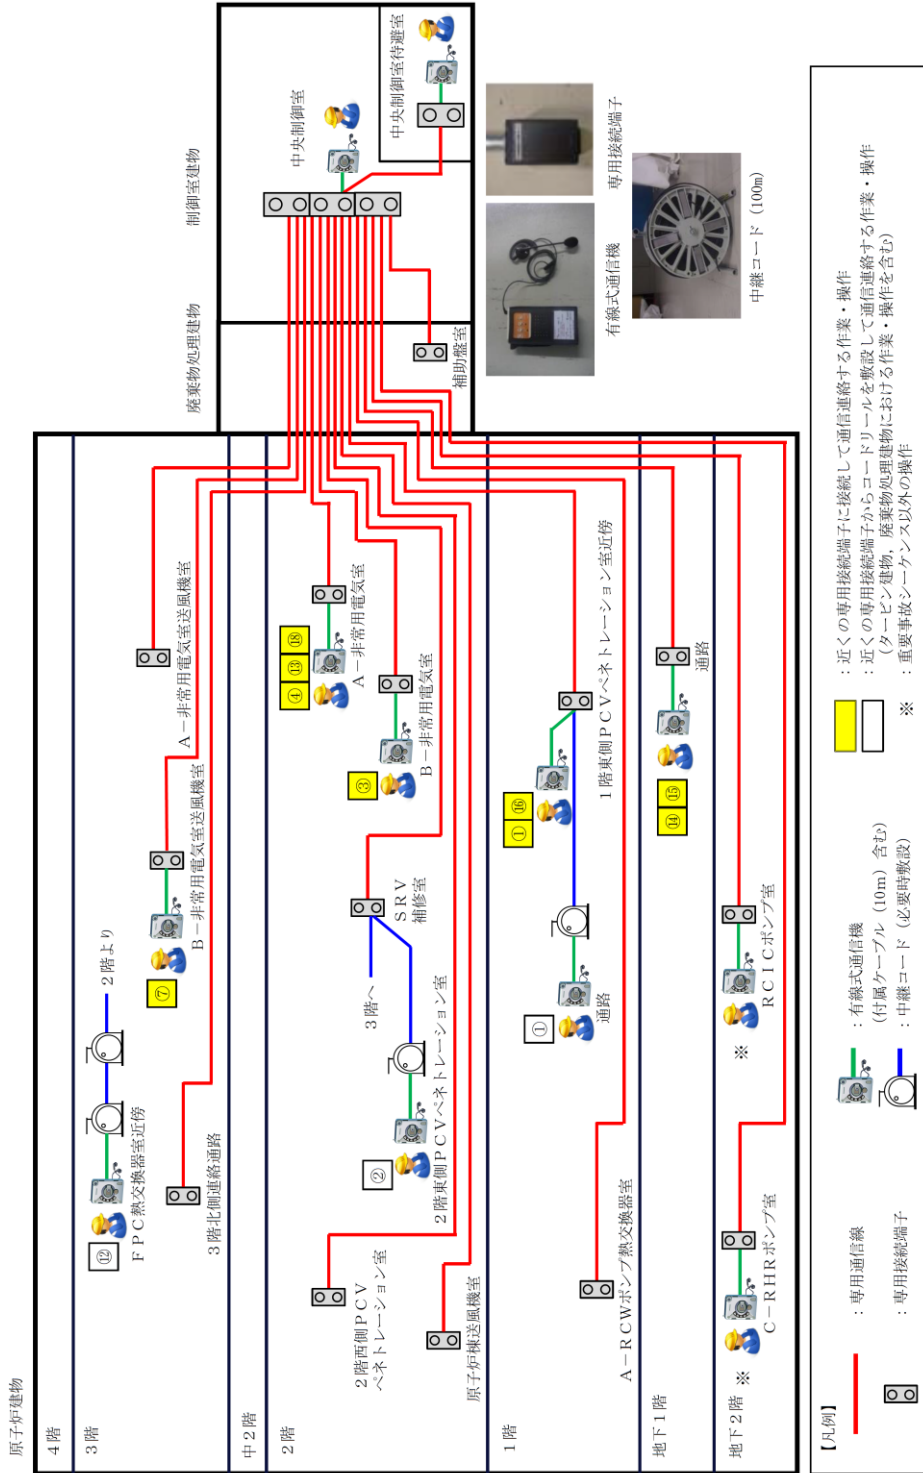 原子炉建物
廃棄物処理建物
制御室建物
4階
3階
中2階
2階
1階
地下1階
地下2階
中央制御室
中央制御室待避室
補助盤室
A-非常用電気室送風機室
⑦
B-非常用電気室送風機室
2階より
⑫
FPC熱交換器室近傍
3階北側連絡通路
④ ⑬ ⑱
A-非常用電気室
③
B-非常用電気室
SRV
補修室
3階へ
②
2階東側PCVペネトレーション室
2階西側PCV
ペネトレーション室
原子炉棟送風機室
① ⑯
1階東側PCVペネトレーション室近傍
①
通路
A-RCWポンプ熱交換器室
⑭ ⑮
通路
※
RCICポンプ室
※
C-RHRポンプ室
有線式通信機
専用接続端子
中継コード(100m)
【凡例】
:専用通信線
:専用接続端子
:有線式通信機
(付属ケーブル(10m)含む)
:中継コード(必要時敷設)
:近くの専用接続端子に接続して通信連絡する作業・操作
:近くの専用接続端子からコードリールを敷設して通信連絡する作業・操作
(タービン建物,廃棄物処理建物における作業・操作を含む)
※ :重要事故シーケンス以外の操作